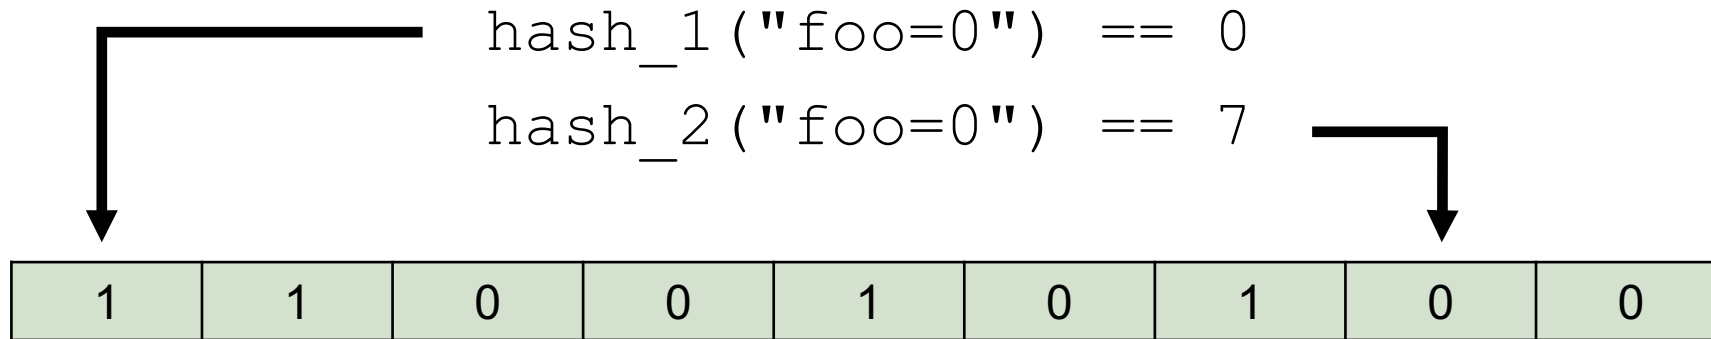 hash_1("foo=0") == 0
hash_2("foo=0") == 7
1 1 0 0 1 0 1 0 0